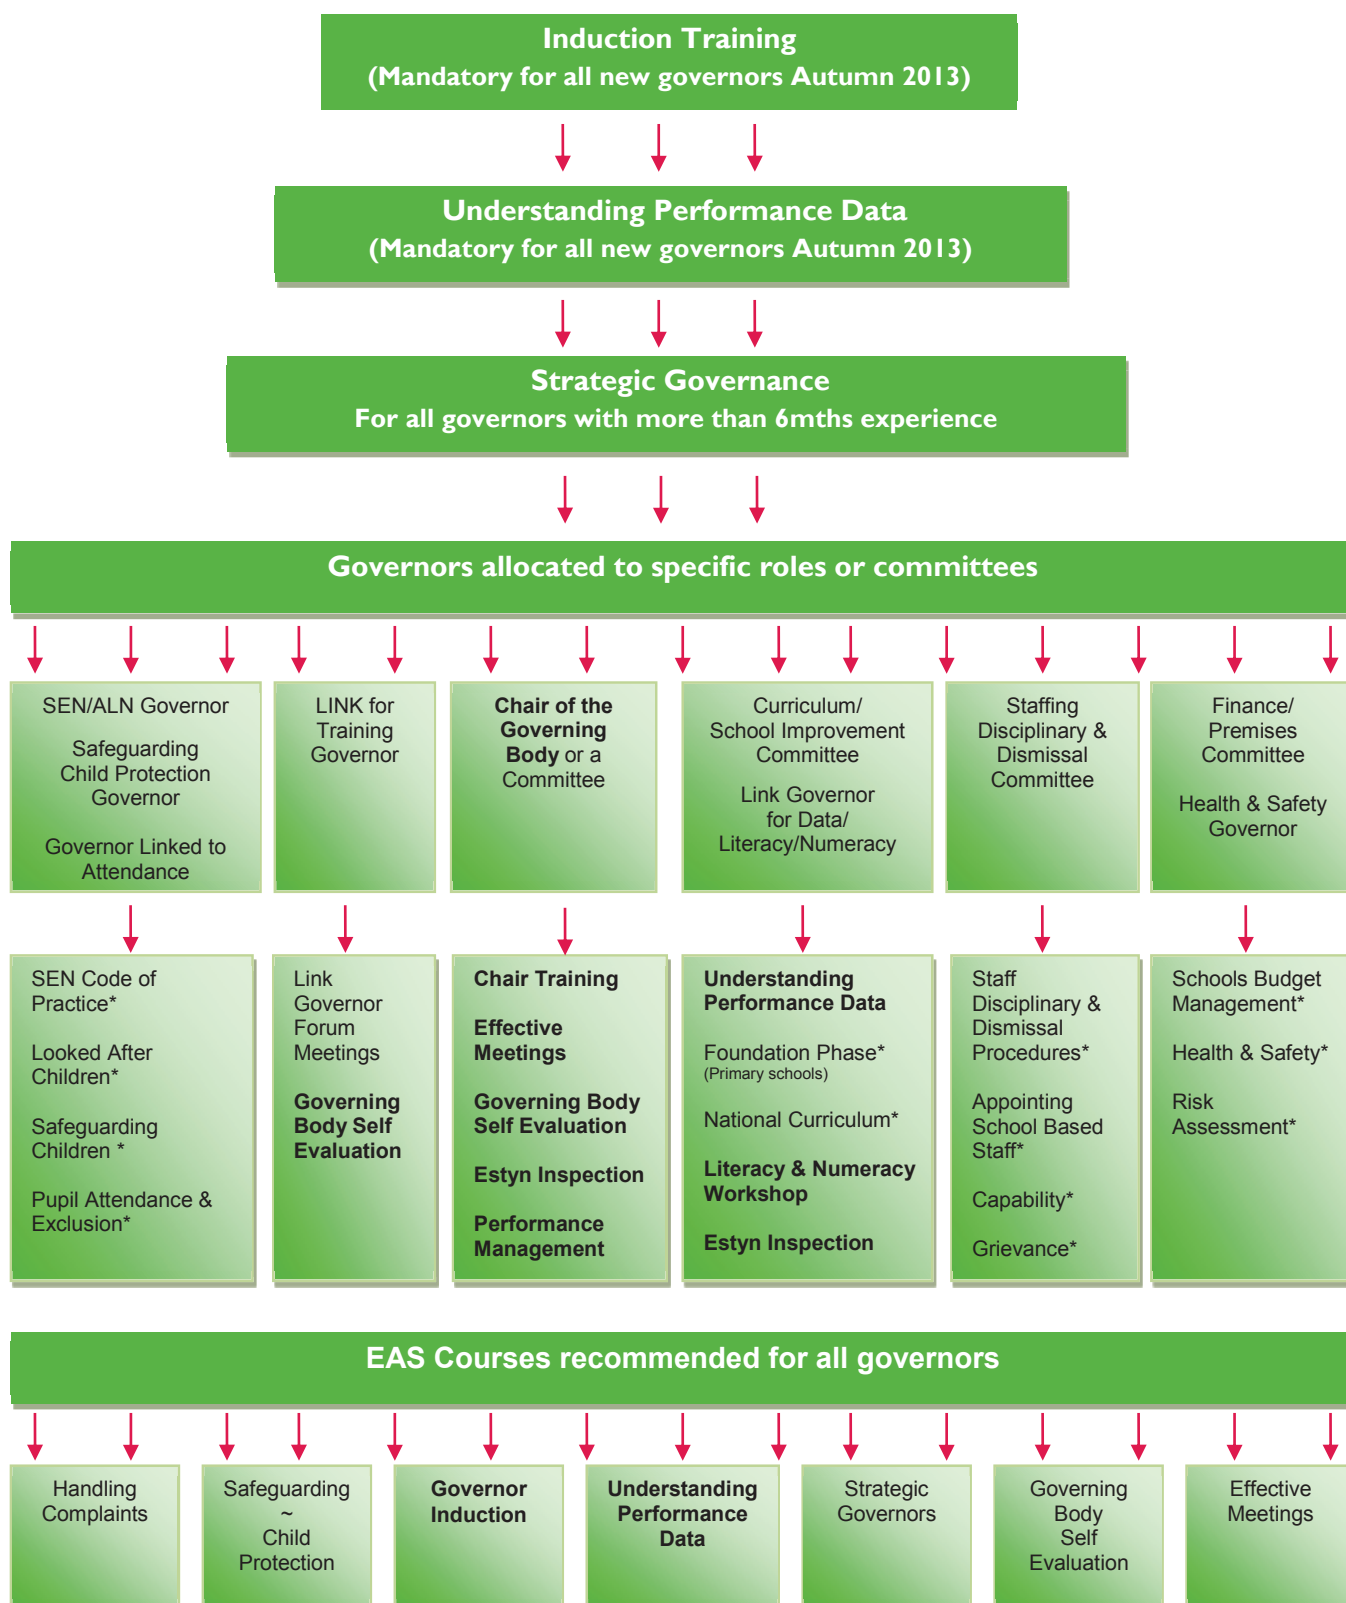 Induction Training
(Mandatory for all new governors Autumn 2013)
Understanding Performance Data
(Mandatory for all new governors Autumn 2013)
Strategic Governance
For all governors with more than 6mths experience
Governors allocated to specific roles or committees
SEN/ALN Governor
Safeguarding
Child Protection
Governor
Governor Linked to
Attendance
LINK for
Training
Governor
Chair of the
Governing
Body or a
Committee
Curriculum/
School Improvement
Committee
Link Governor
for Data/
Literacy/Numeracy
Staffing
Disciplinary &
Dismissal
Committee
Finance/
Premises
Committee
Health & Safety
Governor
SEN Code of
Practice*
Looked After
Children*
Safeguarding
Children *
Pupil Attendance &
Exclusion*
Link
Governor
Forum
Meetings
Governing
Body Self
Evaluation
Chair Training
Effective
Meetings
Governing Body
Self Evaluation
Estyn Inspection
Performance
Management
Understanding
Performance Data
Foundation Phase*
(Primary schools)
National Curriculum*
Literacy & Numeracy
Workshop
Estyn Inspection
Staff
Disciplinary &
Dismissal
Procedures*
Appointing
School Based
Staff*
Capability*
Grievance*
Schools Budget
Management*
Health & Safety*
Risk
Assessment*
EAS Courses recommended for all governors
Handling
Complaints
Safeguarding
~
Child
Protection
Governor
Induction
Understanding
Performance
Data
Strategic
Governors
Governing
Body
Self
Evaluation
Effective
Meetings